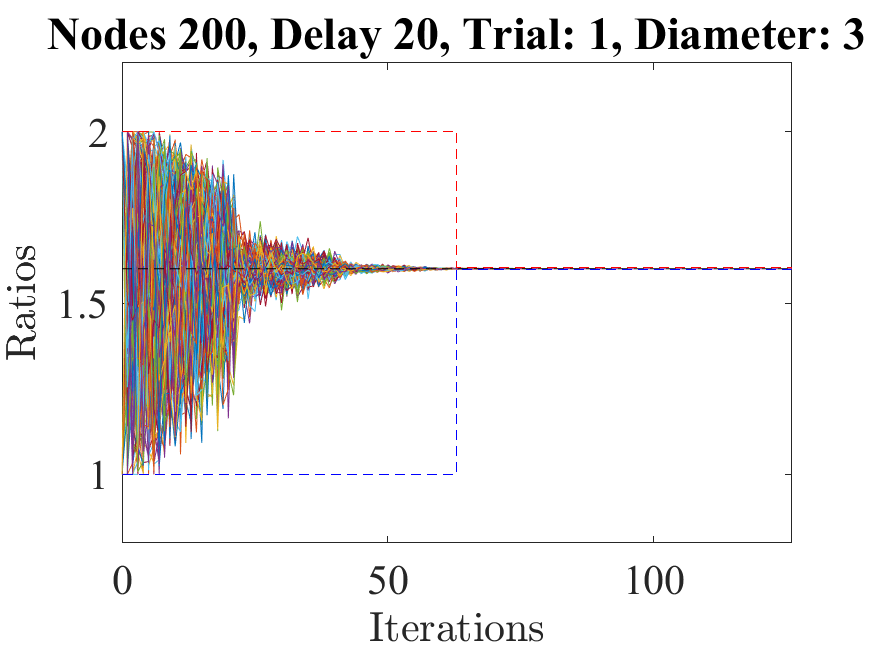 Nodes 200, Delay 20, Trial: 1, Diameter: 3
2
1.5
1
Ratios
0 50 100
Iterations